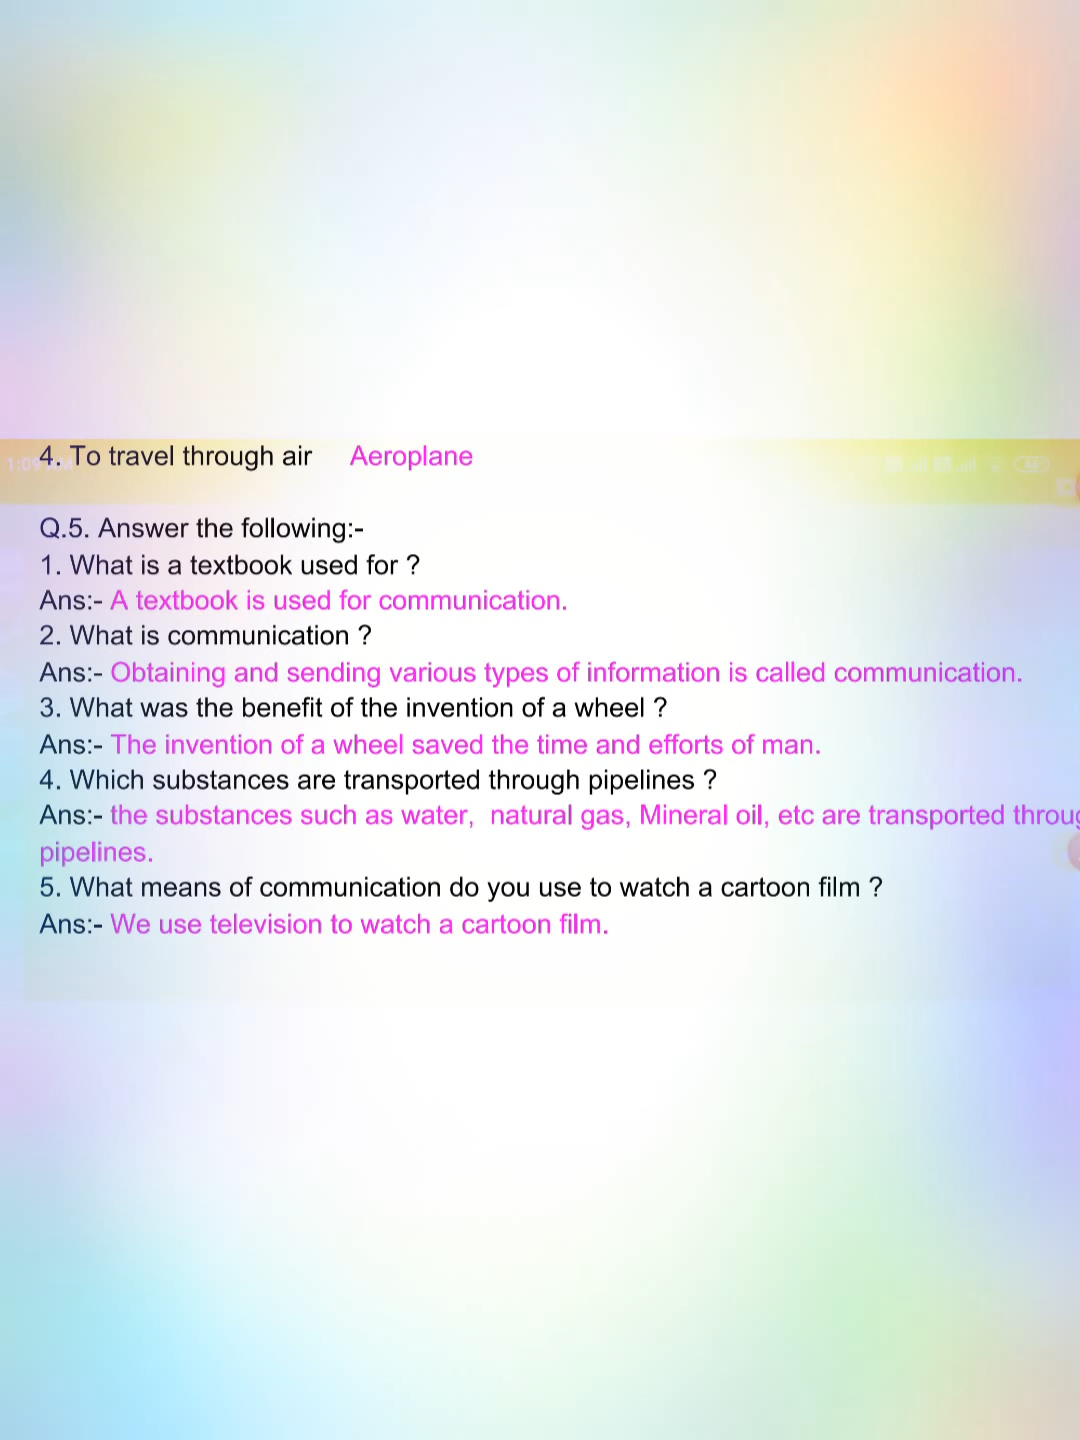 4. To travel through air Aeroplane
Q.5. Answer the following:-
1. What is a textbook used for ?
Ans:- A textbook is used for communication.
2. What is communication ?
Ans:- Obtaining and sending various types of information is called communication.
3. What was the benefit of the invention of a wheel ?
Ans:- The invention of a wheel saved the time and efforts of man.
4. Which substances are transported through pipelines ?
Ans:- the substances such as water, natural gas, Mineral oil, etc are transported throug
pipelines.
5. What means of communication do you use to watch a cartoon film ?
Ans:- We use television to watch a cartoon film.